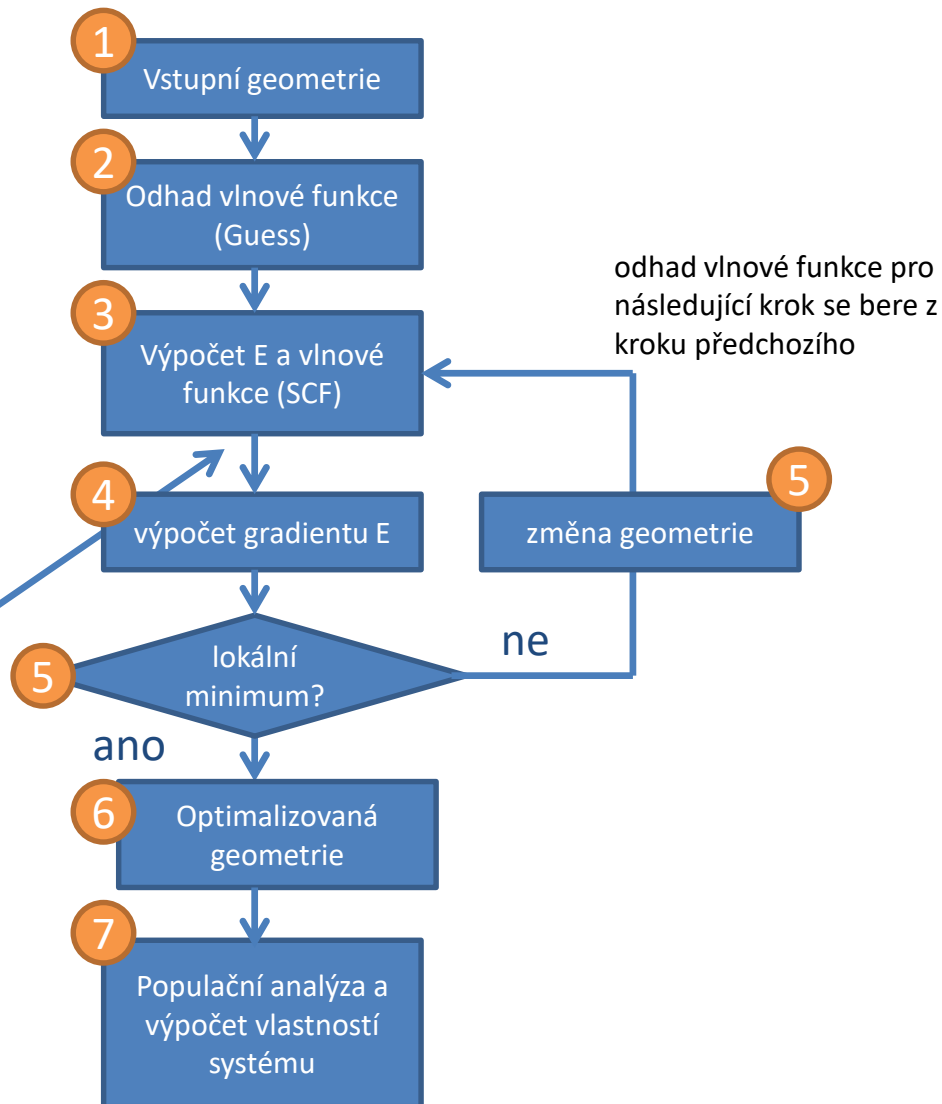 1
Vstupní geometrie
2
Odhad vlnové funkce
(Guess)
odhad vlnové funkce pro
následující krok se bere z
kroku předchozího
3
Výpočet E a vlnové
funkce (SCF)
4
výpočet gradientu E
5
změna geometrie
5
lokální
minimum?
ne
ano
6
Optimalizovaná
geometrie
7
Populační analýza a
výpočet vlastností
systému